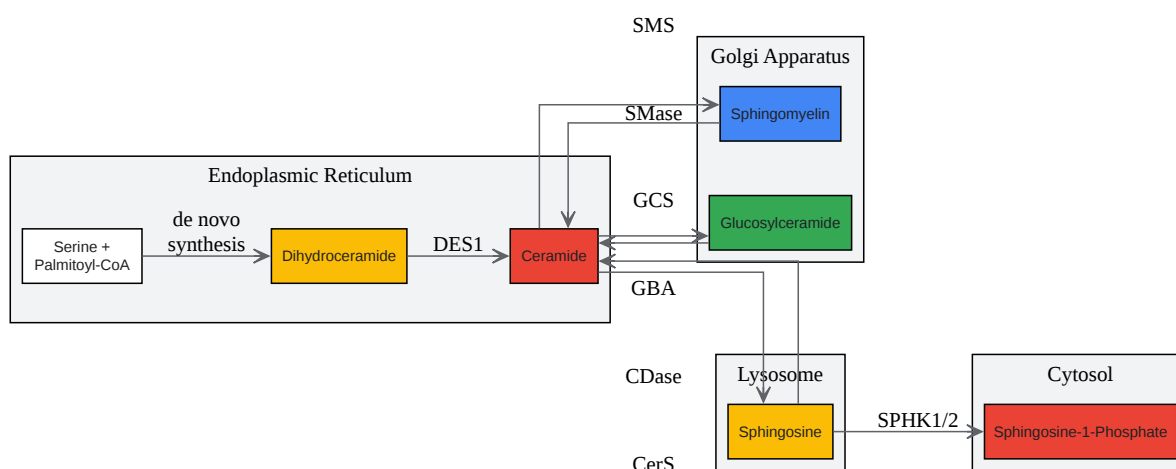 SMS
Golgi Apparatus
SMase
Sphingomyelin
Endoplasmic Reticulum
GCS
Glucosylceramide
de novo
synthesis
Serine +
Palmitoyl-CoA
Dihydroceramide
DES1
Ceramide
GBA
CDase
Lysosome
Cytosol
Sphingosine
SPHK1/2
Sphingosine-1-Phosphate
CerS